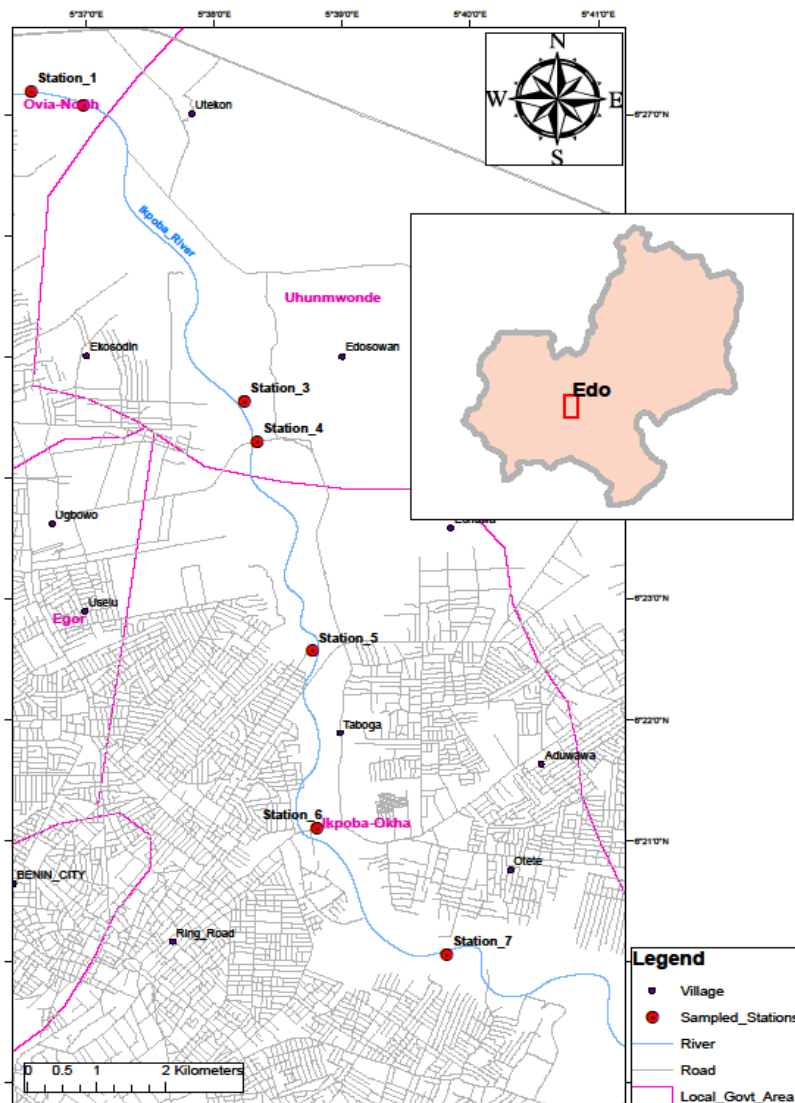 5°37'0"E 5°38'0"E 5°39'0"E 5°40'0"E 5°41'0"E
N
W E
S
Station_1
Ovia-North
Utekon
6°27'0"N
Ikpoba_River
Uhunmwonde
Ekosodin
Edosowan
Edo
Station_3
Station_4
Ugbowo
Uselu
Egor
6°23'0"N
Station_5
Taboga
6°22'0"N
Aduwawa
Station_6
Ikpoba-Okha
6°21'0"N
Otete
BENIN_CITY
Ring_Road
Station_7
Legend
Village
Sampled_Stations
River
Road
Local_Govt_Area
0 0.5 1 2 Kilometers